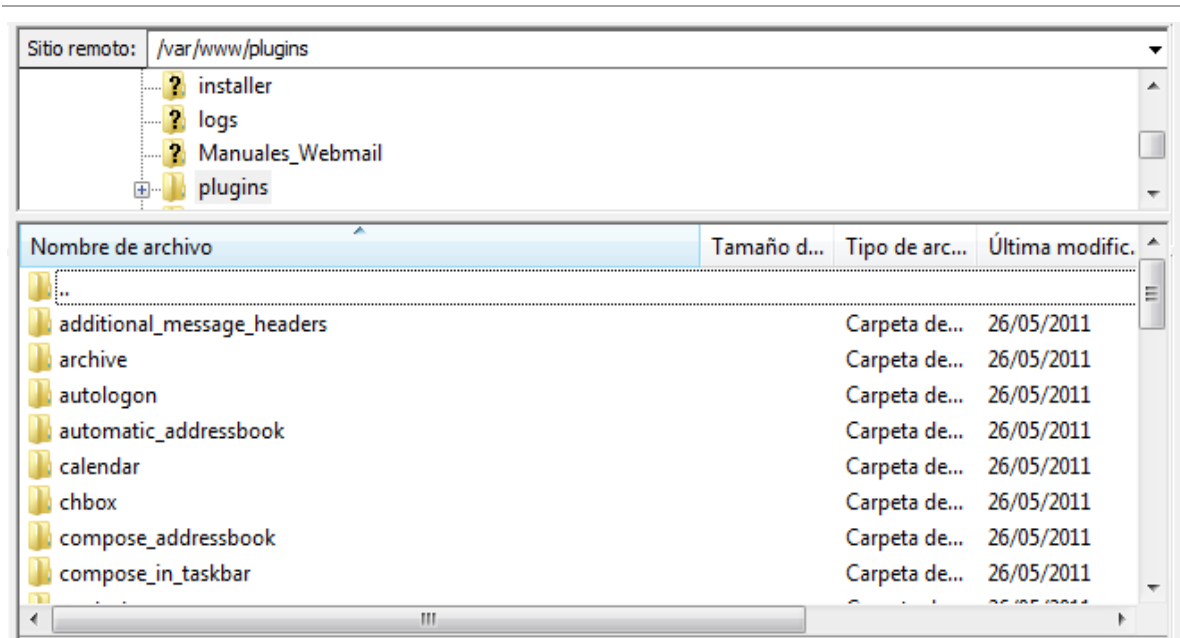 Sitio remoto: /var/www/plugins
installer
logs
Manuales_Webmail
plugins
Nombre de archivo Tamaño d... Tipo de arc... Última modific.
..
additional_message_headers Carpeta de... 26/05/2011
archive Carpeta de... 26/05/2011
autologon Carpeta de... 26/05/2011
automatic_addressbook Carpeta de... 26/05/2011
calendar Carpeta de... 26/05/2011
chbox Carpeta de... 26/05/2011
compose_addressbook Carpeta de... 26/05/2011
compose_in_taskbar Carpeta de... 26/05/2011